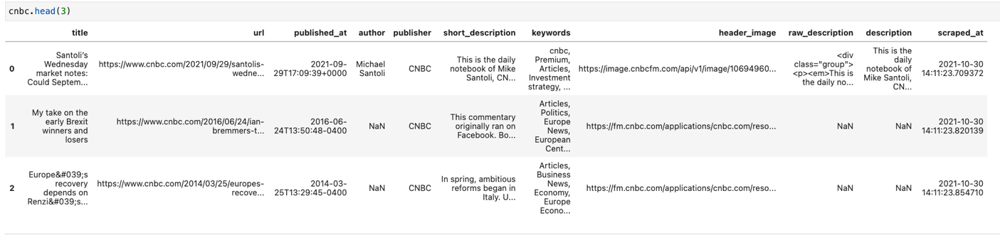 cnbc.head(3)
title url published_at author publisher short_description keywords header_image raw_description description scraped_at
0 Santoli's Wednesday market notes: Could Septem... https://www.cnbc.com/2021/09/29/santolis-wedne... 2021-09-29T17:09:39+0000 Michael Santoli CNBC This is the daily notebook of Mike Santoli, CN... cnbc, Premium, Articles, Investment strategy, ... https://image.cnbcfm.com/api/v1/image/10694960... <div class="group"><p><em>This is the daily no... This is the daily notebook of Mike Santoli, CN... 2021-10-30 14:11:23.709372
1 My take on the early Brexit winners and losers https://www.cnbc.com/2016/06/24/ian-bremmers-t... 2016-06-24T13:50:48-0400 NaN CNBC This commentary originally ran on Facebook. Bo... Articles, Politics, Europe News, European Cent... https://fm.cnbc.com/applications/cnbc.com/reso... NaN NaN 2021-10-30 14:11:23.820139
2 Europe&#039;s recovery depends on Renzi&#039;s... https://www.cnbc.com/2014/03/25/europes-recove... 2014-03-25T13:29:45-0400 NaN CNBC In spring, ambitious reforms began in Italy. U... Articles, Business News, Economy, Europe Econo... https://fm.cnbc.com/applications/cnbc.com/reso... NaN NaN 2021-10-30 14:11:23.854710